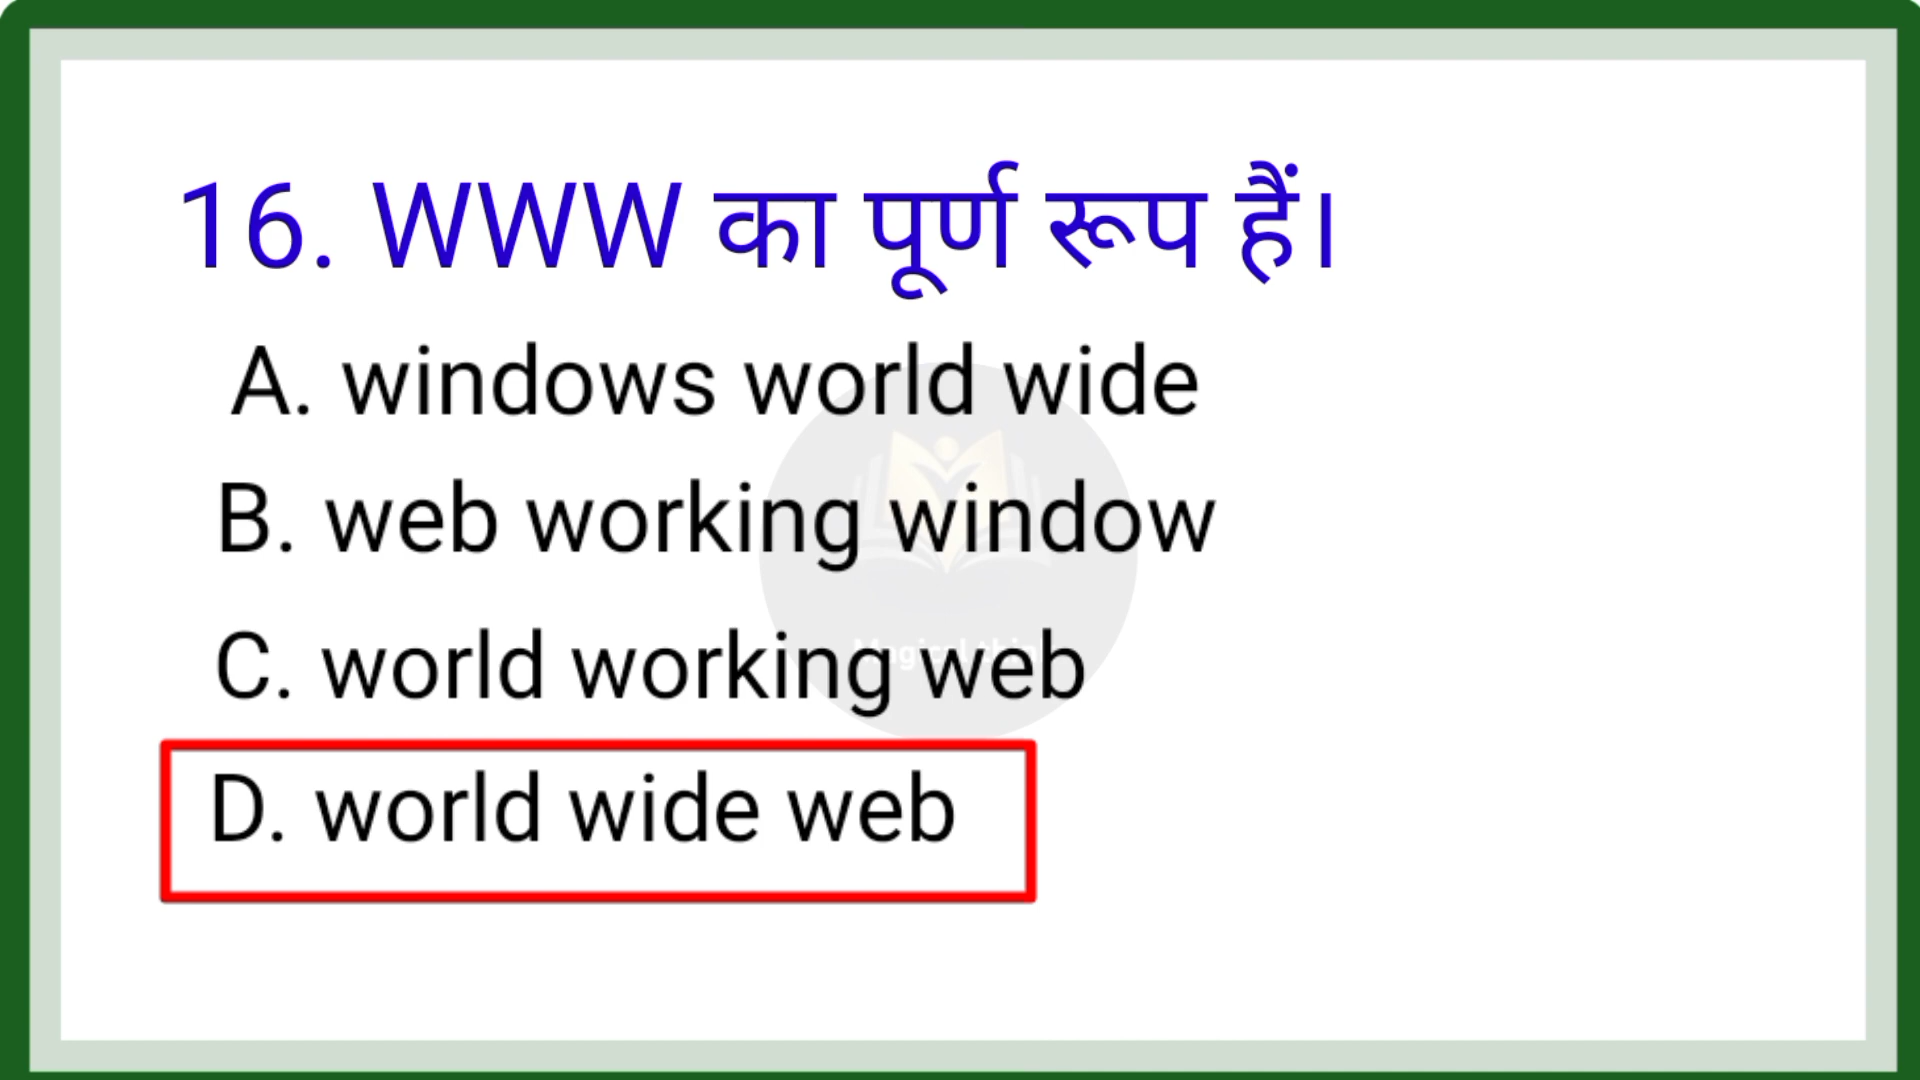 16. WWW का पूर्ण रूप हैं।
A. windows world wide
B. web working window
C. world working web
D. world wide web